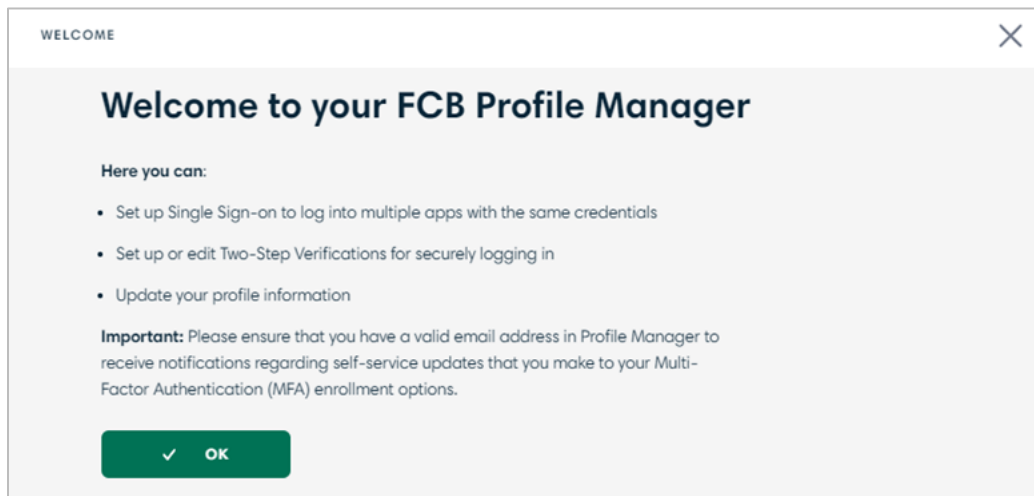 WELCOME
Welcome to your FCB Profile Manager
Here you can:
• Set up Single Sign-on to log into multiple apps with the same credentials
• Set up or edit Two-Step Verifications for securely logging in
• Update your profile information
Important: Please ensure that you have a valid email address in Profile Manager to
receive notifications regarding self-service updates that you make to your Multi-
Factor Authentication (MFA) enrollment options.
OK